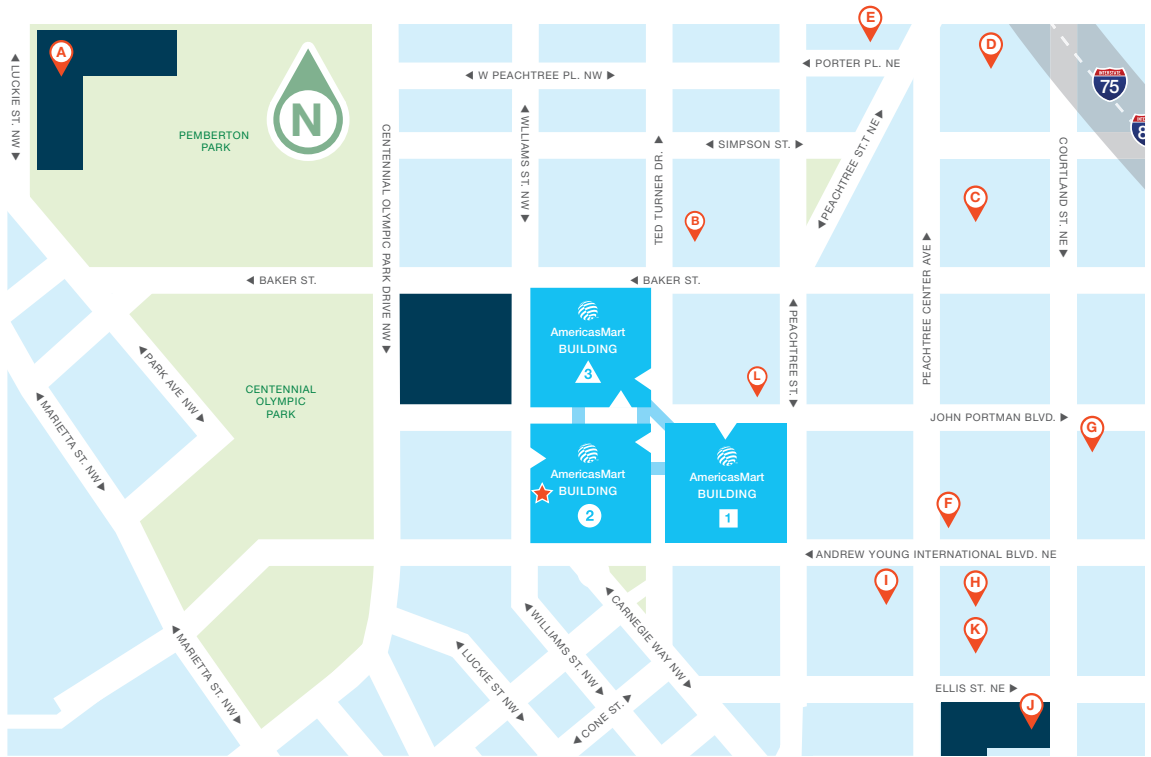 E
A
D
LUCKIE ST. NW
N
W PEACHTREE PL. NW
PORTER PL. NE
INTERSTATE
75
8
PEMBERTON
PARK
CENTENNIAL OLYMPIC PARK DRIVE NW
WLLIAMS ST. NW
TED TURNER DR.
SIMPSON ST.
PEACHTREE ST.T NE
COURTLAND ST. NE
B
C
BAKER ST.
BAKER ST.
PEACHTREE CENTER AVE
AmericasMart
BUILDING
3
PEACHTREE ST.
L
PARK AVE NW
CENTENNIAL
OLYMPIC
PARK
MARIETTA ST. NW
JOHN PORTMAN BLVD.
G
AmericasMart
BUILDING
2
AmericasMart
BUILDING
1
F
ANDREW YOUNG INTERNATIONAL BLVD. NE
I
H
K
MARIETTA ST. NW
LUCKIE ST NW
WILLIAMS ST. NW
CARNEGIE WAY NW
CONE ST.
ELLIS ST. NE
J